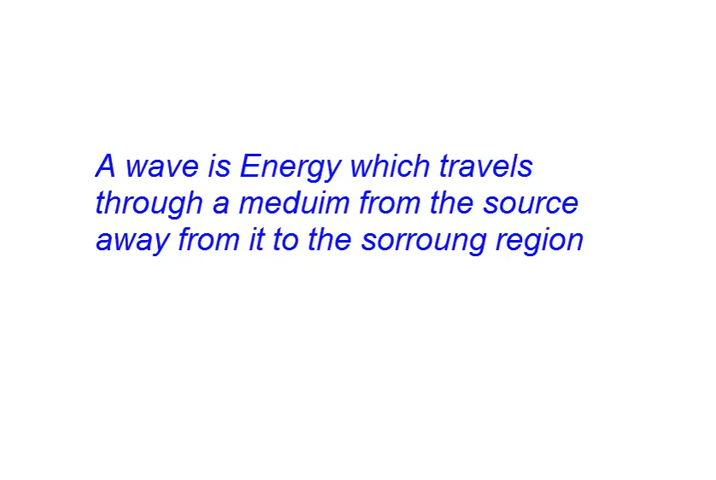 A wave is Energy which travels
through a meduim from the source
away from it to the sorroung region